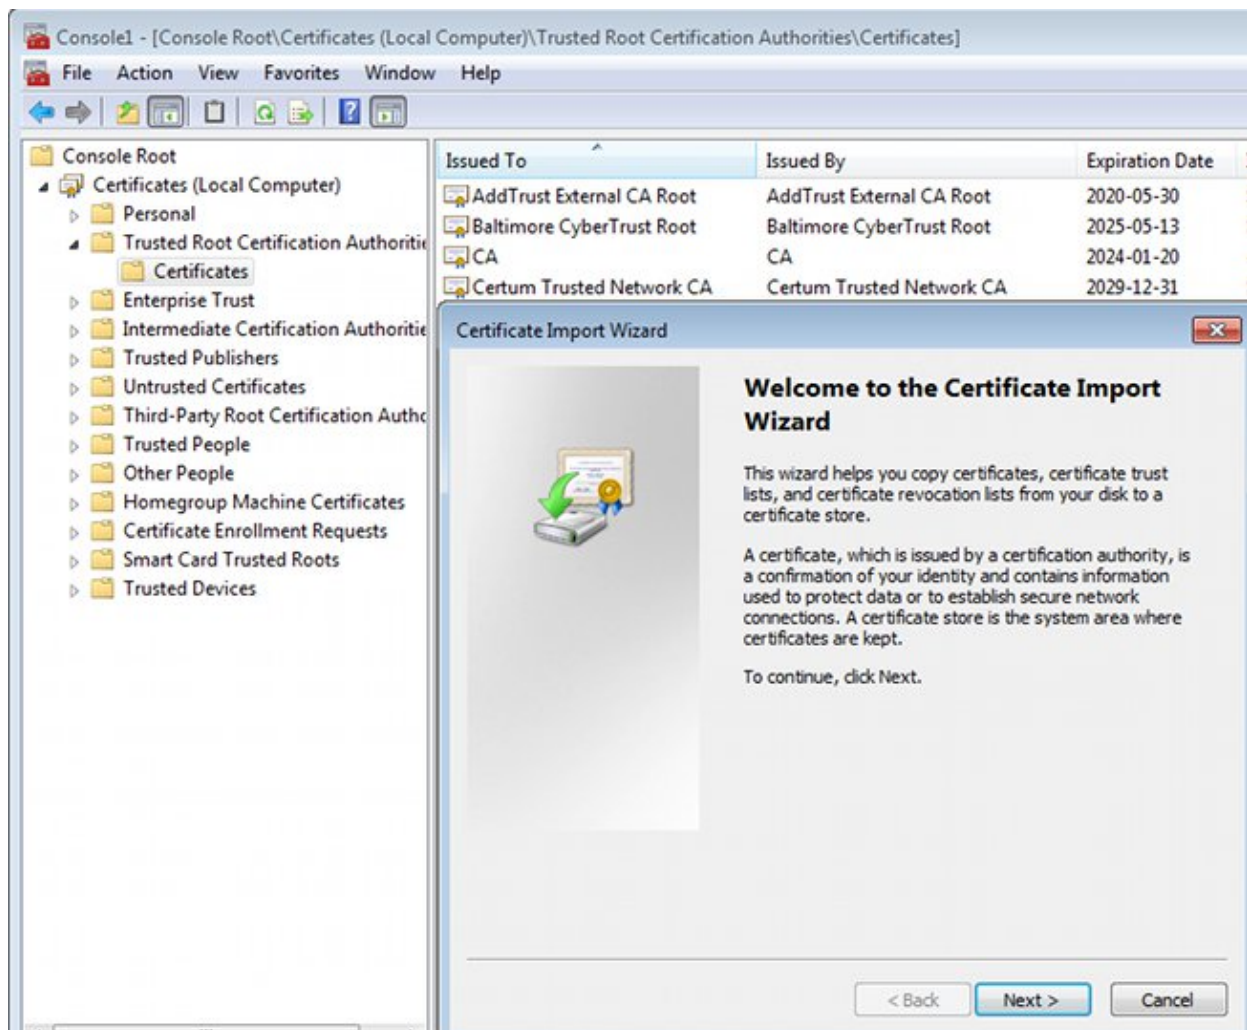 Console1 - [Console Root\Certificates (Local Computer)\Trusted Root Certification Authorities\Certificates]
File Action View Favorites Window Help
Console Root
Certificates (Local Computer)
Personal
Trusted Root Certification Authoritie
Certificates
Enterprise Trust
Intermediate Certification Authoritie
Trusted Publishers
Untrusted Certificates
Third-Party Root Certification Autho
Trusted People
Other People
Homegroup Machine Certificates
Certificate Enrollment Requests
Smart Card Trusted Roots
Trusted Devices
Issued To Issued By Expiration Date
AddTrust External CA Root AddTrust External CA Root 2020-05-30
Baltimore CyberTrust Root Baltimore CyberTrust Root 2025-05-13
CA CA 2024-01-20
Certum Trusted Network CA Certum Trusted Network CA 2029-12-31
Certificate Import Wizard
Welcome to the Certificate Import
Wizard
This wizard helps you copy certificates, certificate trust
lists, and certificate revocation lists from your disk to a
certificate store.
A certificate, which is issued by a certification authority, is
a confirmation of your identity and contains information
used to protect data or to establish secure network
connections. A certificate store is the system area where
certificates are kept.
To continue, click Next.
< Back Next > Cancel